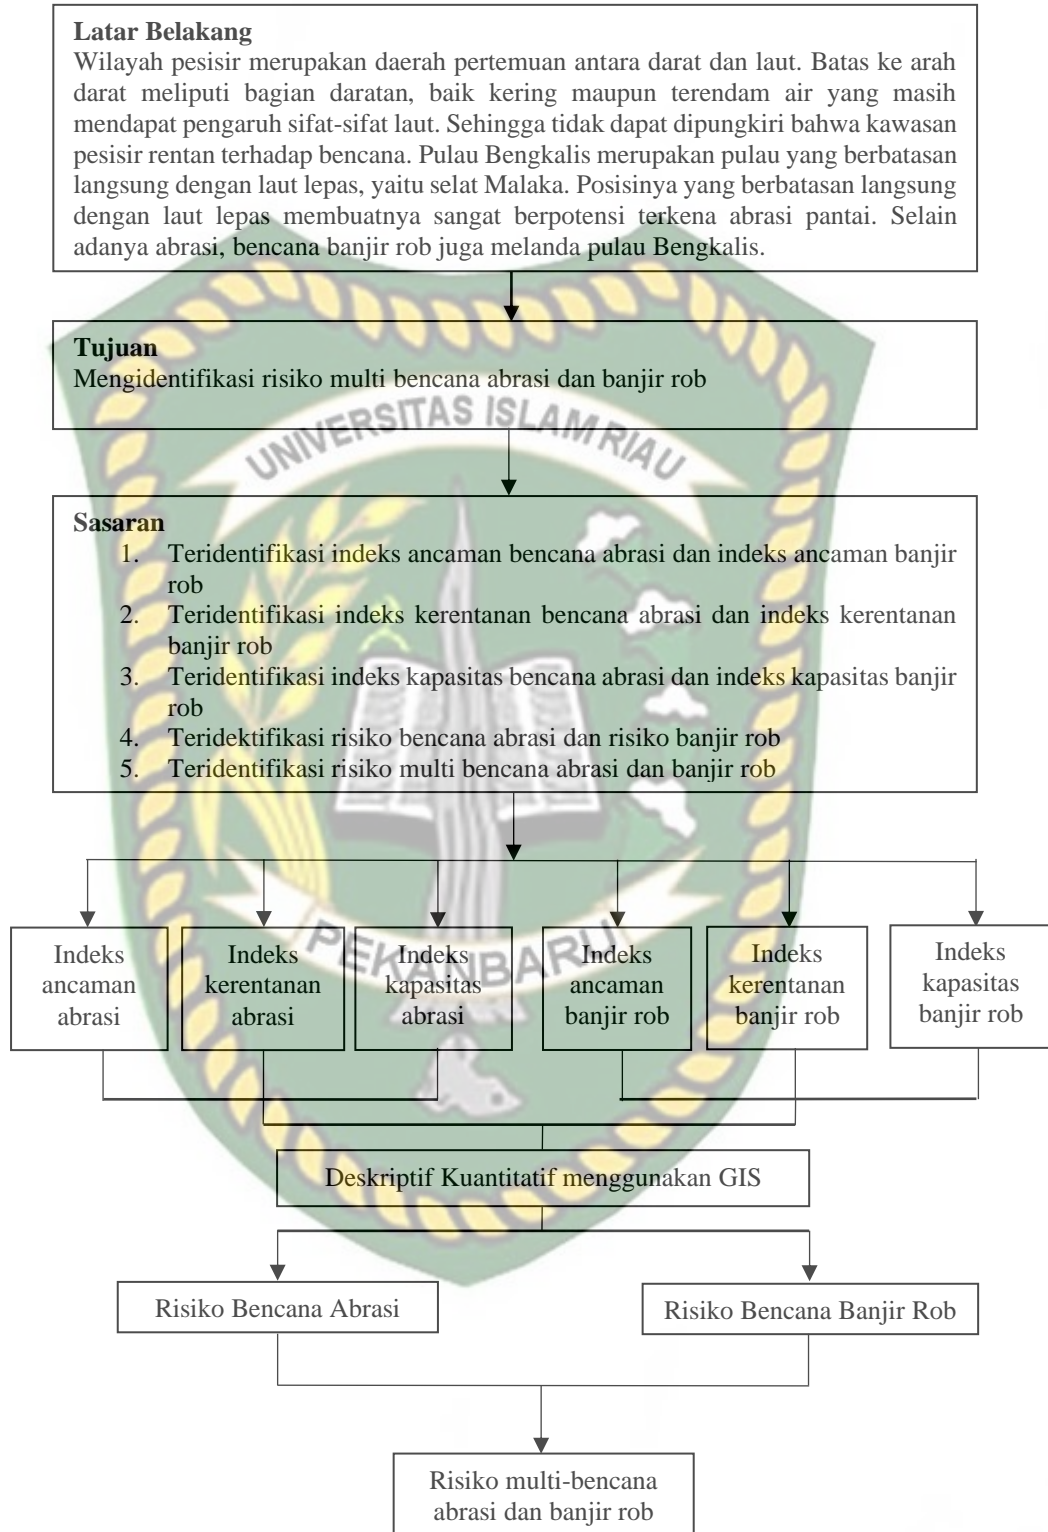 Latar Belakang
Wilayah pesisir merupakan daerah pertemuan antara darat dan laut. Batas ke arah
darat meliputi bagian daratan, baik kering maupun terendam air yang masih
mendapat pengaruh sifat-sifat laut. Sehingga tidak dapat dipungkiri bahwa kawasan
pesisir rentan terhadap bencana. Pulau Bengkalis merupakan pulau yang berbatasan
langsung dengan laut lepas, yaitu selat Malaka. Posisinya yang berbatasan langsung
dengan laut lepas membuatnya sangat berpotensi terkena abrasi pantai. Selain
adanya abrasi, bencana banjir rob juga melanda pulau Bengkalis.
Tujuan
Mengidentifikasi risiko multi bencana abrasi dan banjir rob
UNIVERSITAS ISLAM RIAU
Sasaran
1. Teridentifikasi indeks ancaman bencana abrasi dan indeks ancaman banjir
rob
2. Teridentifikasi indeks kerentanan bencana abrasi dan indeks kerentanan
banjir rob
3. Teridentifikasi indeks kapasitas bencana abrasi dan indeks kapasitas banjir
rob
4. Teridektifikasi risiko bencana abrasi dan risiko banjir rob
5. Teridentifikasi risiko multi bencana abrasi dan banjir rob
Indeks
ancaman
abrasi
Indeks
kerentanan
abrasi
Indeks
kapasitas
abrasi
Indeks
ancaman
banjir rob
Indeks
kerentanan
banjir rob
Indeks
kapasitas
banjir rob
PEKANBARU
Deskriptif Kuantitatif menggunakan GIS
Risiko Bencana Abrasi
Risiko Bencana Banjir Rob
Risiko multi-bencana
abrasi dan banjir rob